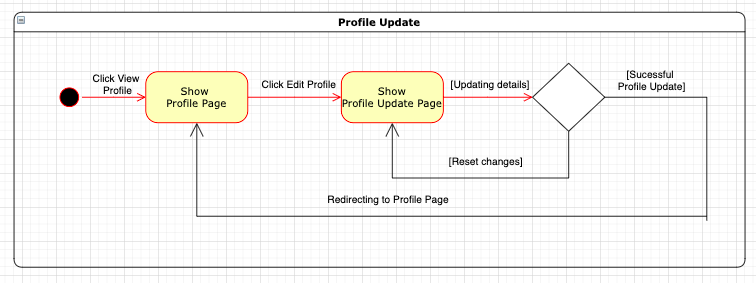 Profile Update
Click View
Profile
Show
Profile Page
Click Edit Profile
Show
Profile Update Page
[Updating details]
[Sucessful
Profile Update]
[Reset changes]
Redirecting to Profile Page